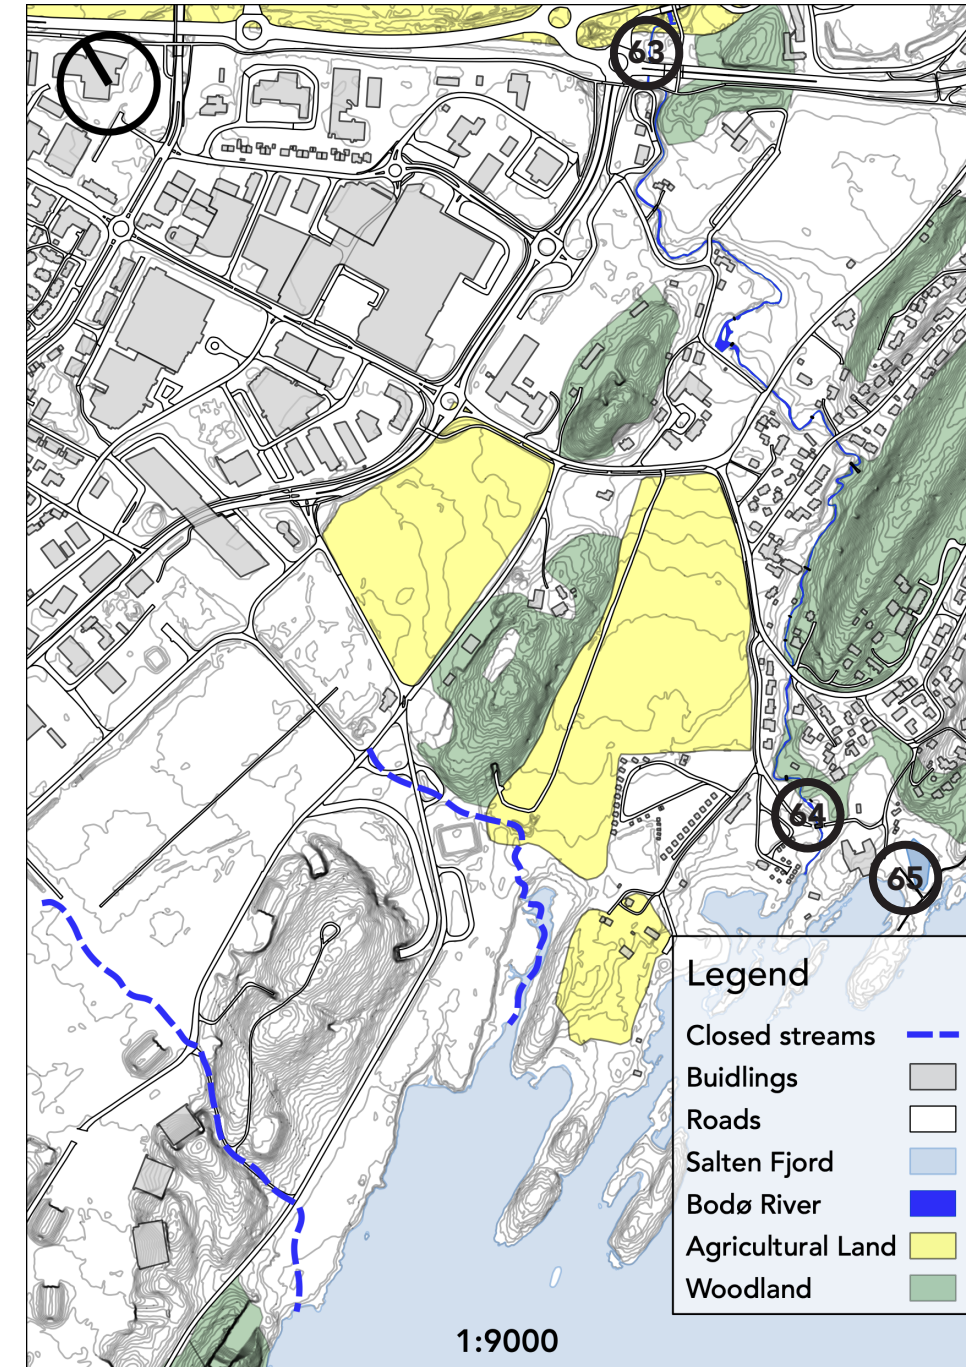 63
64
65
Legend
Closed streams
Buidlings
Roads
Salten Fjord
Bodø River
Agricultural Land
Woodland
1:9000